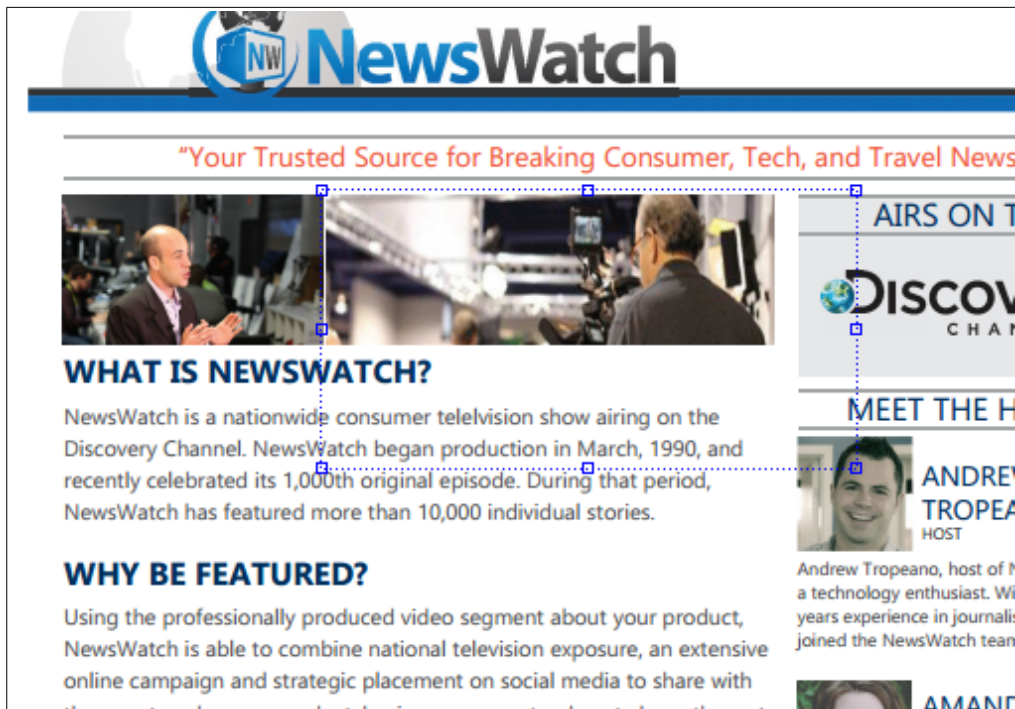 NW NewsWatch
"Your Trusted Source for Breaking Consumer, Tech, and Travel News
WHAT IS NEWSWATCH?
NewsWatch is a nationwide consumer telelvision show airing on the
Discovery Channel. NewsWatch began production in March, 1990, and
recently celebrated its 1,000th original episode. During that period,
NewsWatch has featured more than 10,000 individual stories.
WHY BE FEATURED?
Using the professionally produced video segment about your product,
NewsWatch is able to combine national television exposure, an extensive
online campaign and strategic placement on social media to share with
AIRS ON T
DISCOV
CHAN
MEET THE H
ANDREW
TROPEA
HOST
Andrew Tropeano, host of N
a technology enthusiast. Wi
years experience in journalis
joined the NewsWatch team
AMAND